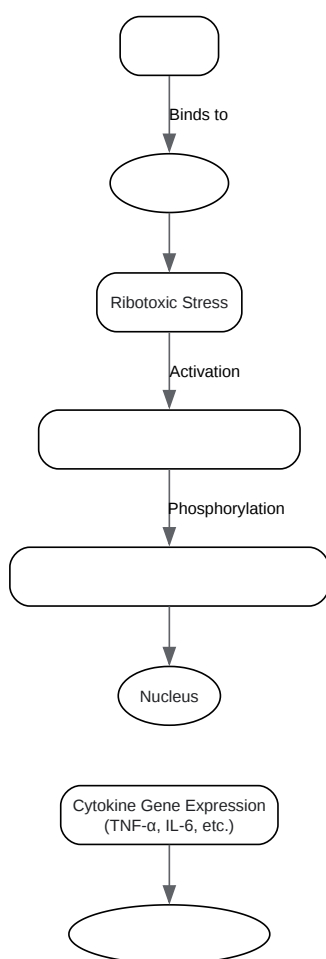 Binds to
Ribotoxic Stress
Activation
Phosphorylation
Nucleus
Cytokine Gene Expression
(TNF-α, IL-6, etc.)